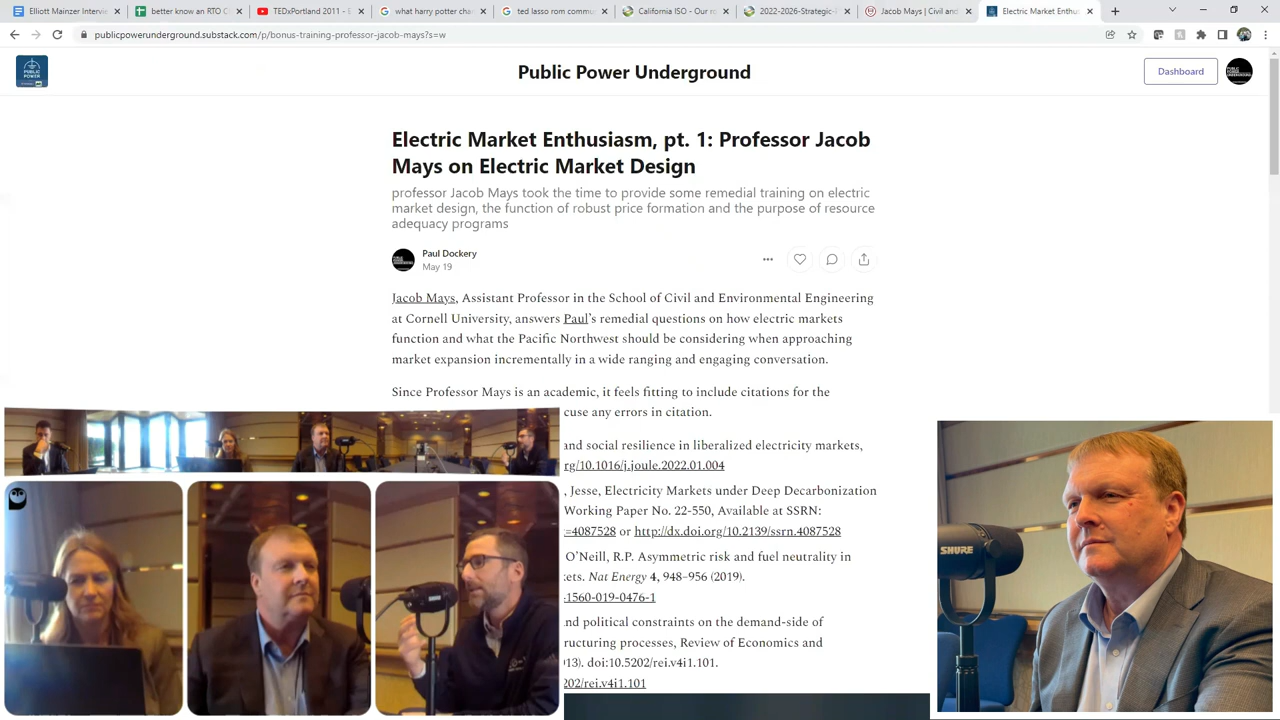 Elliott Mainzer Interview
better know an RTO C
TEDxPortland 2011 - E
what harry potter cha
ted lasso rom commu
California ISO - Our r
2022-2026-Strategic-
Jacob Mays | Civil and
Electric Market Enthus
publicpowerunderground.substack.com/p/bonus-training-professor-jacob-mays?s=w
PUBLIC
POWER
Public Power Underground
Dashboard
Electric Market Enthusiasm, pt. 1: Professor Jacob
Mays on Electric Market Design
professor Jacob Mays took the time to provide some remedial training on electric
market design, the function of robust price formation and the purpose of resource
adequacy programs
Paul Dockery
May 19
Jacob Mays, Assistant Professor in the School of Civil and Environmental Engineering
at Cornell University, answers Paul's remedial questions on how electric markets
function and what the Pacific Northwest should be considering when approaching
market expansion incrementally in a wide ranging and engaging conversation.
Since Professor Mays is an academic, it feels fitting to include citations for the
cuse any errors in citation.
and social resilience in liberalized electricity markets,
rg/10.1016/j.joule.2022.01.004
, Jesse, Electricity Markets under Deep Decarbonization
Working Paper No. 22-550, Available at SSRN:
=4087528 or http://dx.doi.org/10.2139/ssrn.4087528
O'Neill, R.P. Asymmetric risk and fuel neutrality in
kets. Nat Energy 4, 948–956 (2019).
1560-019-0476-1
nd political constraints on the demand-side of
ructuring processes, Review of Economics and
13). doi:10.5202/rei.v4i1.101.
202/rei.v4i1.101
SHURE